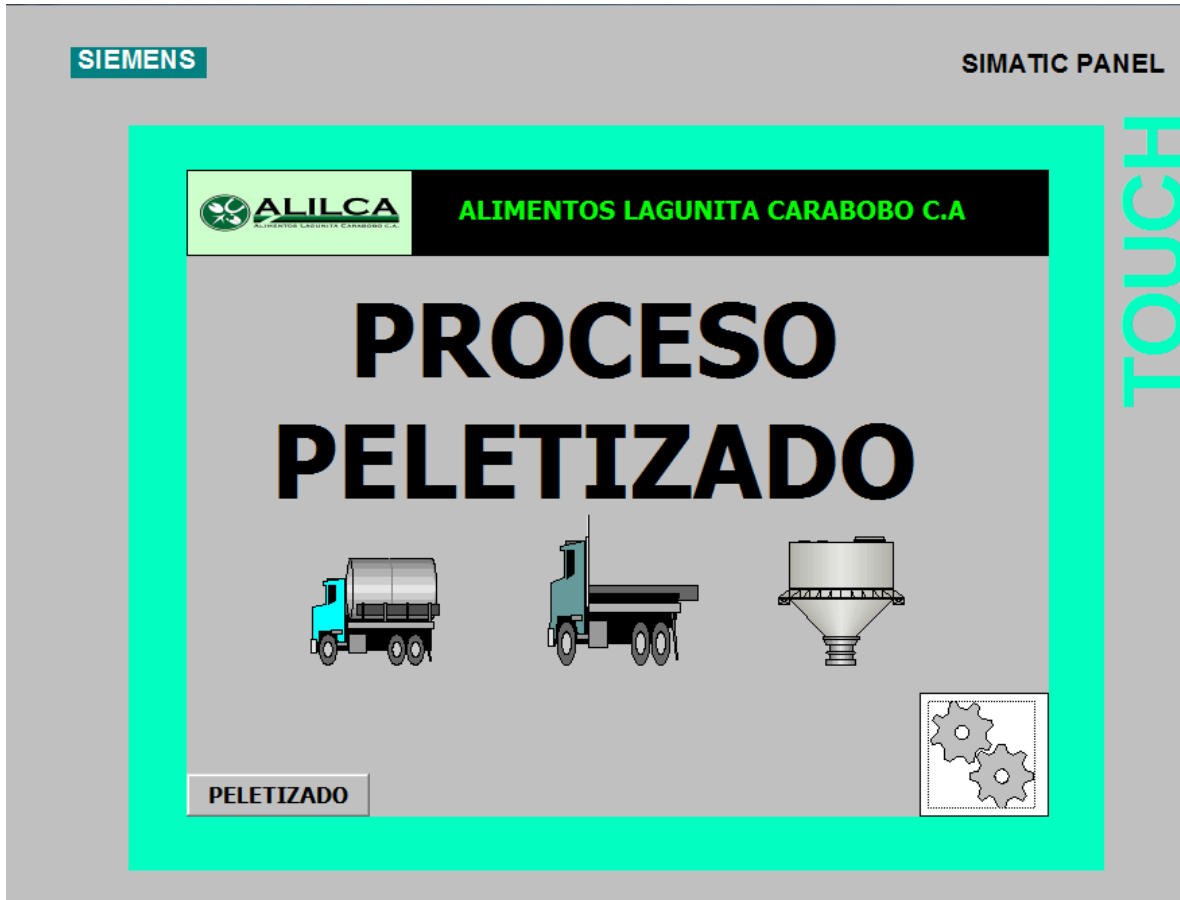 SIEMENS
SIMATIC PANEL
TOUCH
ALILCA
ALIMENTOS LAGUNITA CARABOBO C.A.
ALIMENTOS LAGUNITA CARABOBO C.A
PROCESO
PELETIZADO
PELETIZADO